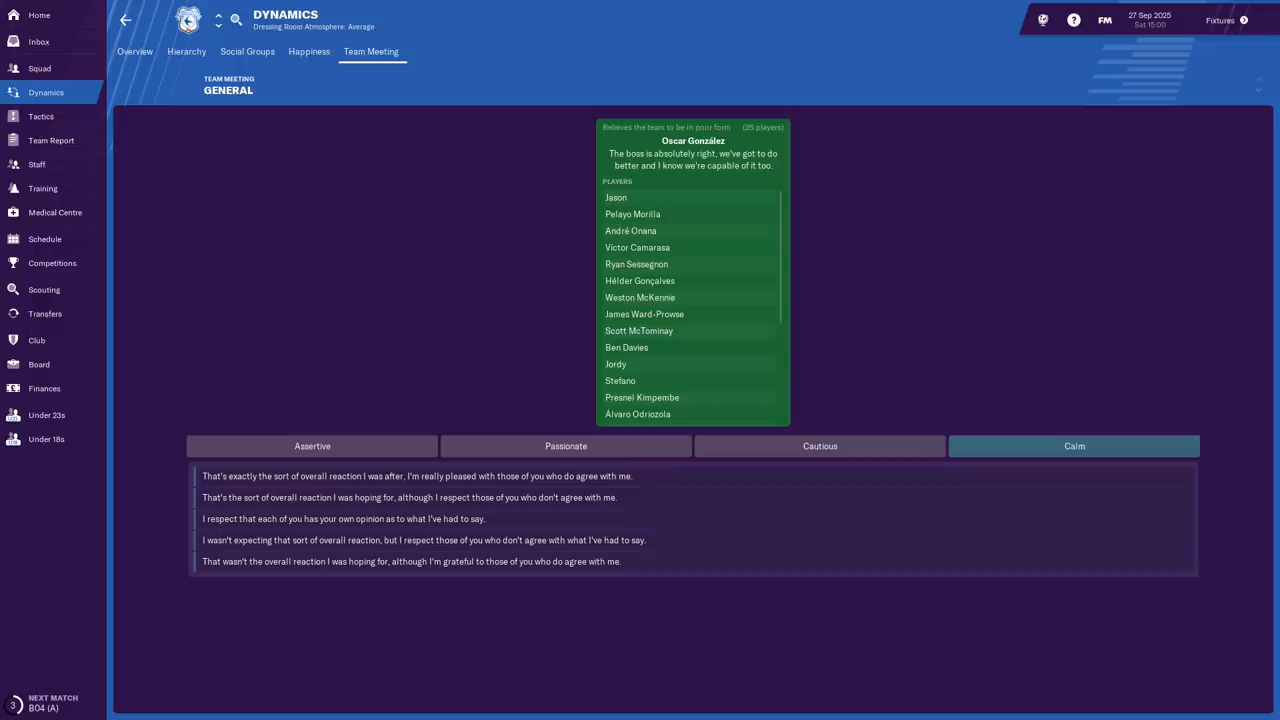 DYNAMICS
Dressing Room Atmosphere: Average
27 Sep 2025
Sat 15:00
FM
?
Fixtures
Overview
Hierarchy
Social Groups
Happiness
Team Meeting
TEAM MEETING
GENERAL
Home
Inbox
Squad
Dynamics
Tactics
Team Report
Staff
Training
Medical Centre
Schedule
Competitions
Scouting
Transfers
Club
Board
Finances
Under 23s
Under 18s
3
NEXT MATCH
B04 (A)
Believes the team to be in poor form (25 players)
Oscar González
The boss is absolutely right, we've got to do
better and I know we're capable of it too.
PLAYERS
Jason
Pelayo Morilla
André Onana
Víctor Camarasa
Ryan Sessegnon
Hélder Gonçalves
Weston McKennie
James Ward-Prowse
Scott McTominay
Ben Davies
Jordy
Stefano
Presnel Kimpembe
Álvaro Odriozola
Assertive
Passionate
Cautious
Calm
That's exactly the sort of overall reaction I was after, I'm really pleased with those of you who do agree with me.
That's the sort of overall reaction I was hoping for, although I respect those of you who don't agree with me.
I respect that each of you has your own opinion as to what I've had to say.
I wasn't expecting that sort of overall reaction, but I respect those of you who don't agree with what I've had to say.
That wasn't the overall reaction I was hoping for, although I'm grateful to those of you who do agree with me.